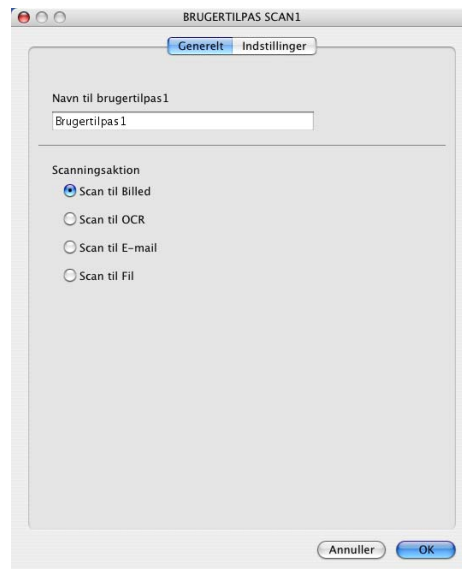 BRUGERTILPAS SCAN1
Generelt Indstillinger
Navn til brugertilpas1
Brugertilpas1
Scanningsaktion
Scan til Billed
Scan til OCR
Scan til E-mail
Scan til Fil
Annuller OK